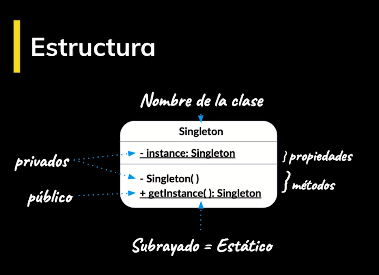 Estructura
Nombre de la clase
Singleton
- instance: Singleton
} propiedades
privados
- Singleton( )
} métodos
público
+ getInstance( ): Singleton
Subrayado = Estático